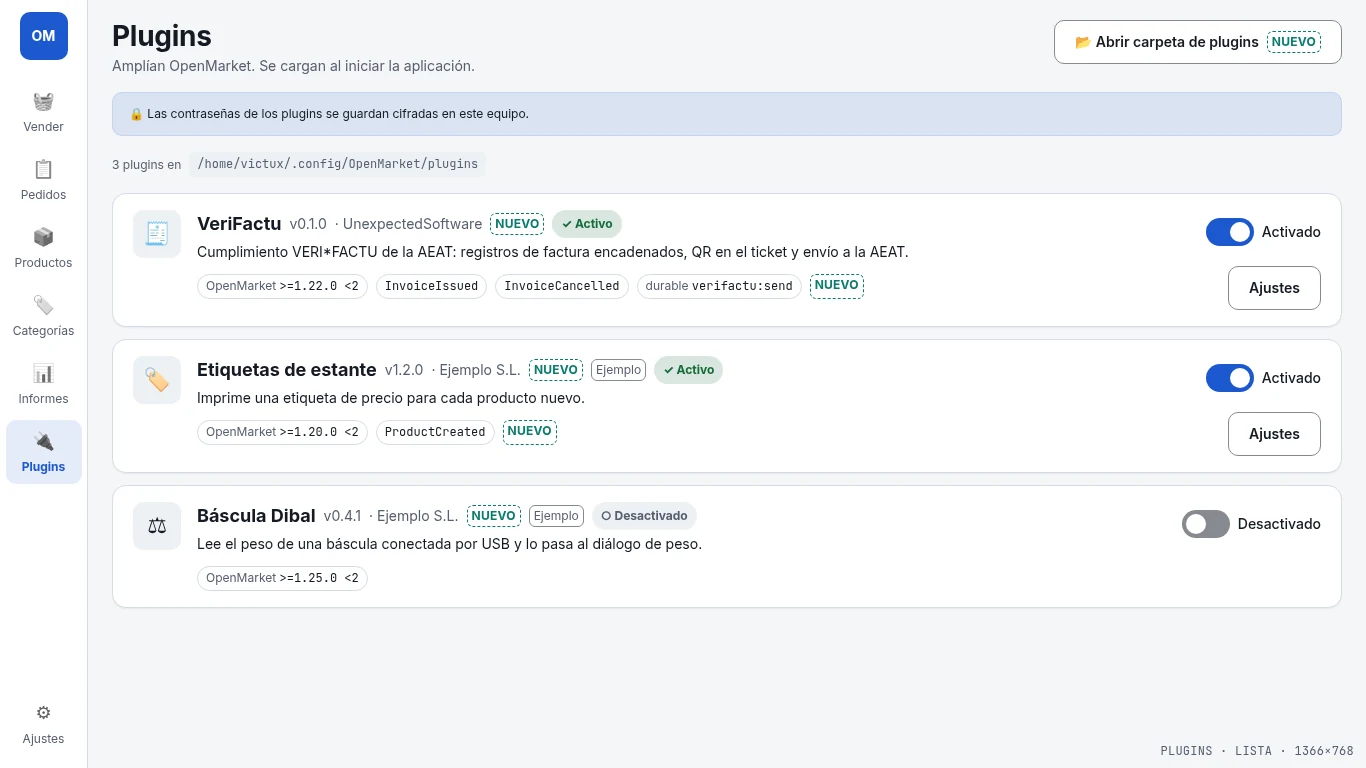 OM
Vender
Pedidos
Productos
Categorías
Informes
Plugins
Ajustes
Plugins
Amplían OpenMarket. Se cargan al iniciar la aplicación.
Abrir carpeta de plugins NUEVO
Las contraseñas de los plugins se guardan cifradas en este equipo.
3 plugins en /home/victux/.config/OpenMarket/plugins
VeriFactu v0.1.0 · UnexpectedSoftware NUEVO ✓ Activo
Activado
Cumplimiento VERI*FACTU de la AEAT: registros de factura encadenados, QR en el ticket y envío a la AEAT.
OpenMarket >=1.22.0 <2 InvoiceIssued InvoiceCancelled durable verifactu:send NUEVO
Ajustes
Etiquetas de estante v1.2.0 · Ejemplo S.L. NUEVO Ejemplo ✓ Activo
Activado
Imprime una etiqueta de precio para cada producto nuevo.
OpenMarket >=1.20.0 <2 ProductCreated NUEVO
Ajustes
Báscula Dibal v0.4.1 · Ejemplo S.L. NUEVO Ejemplo Desactivado
Desactivado
Lee el peso de una báscula conectada por USB y lo pasa al diálogo de peso.
OpenMarket >=1.25.0 <2
PLUGINS · LISTA · 1366×768